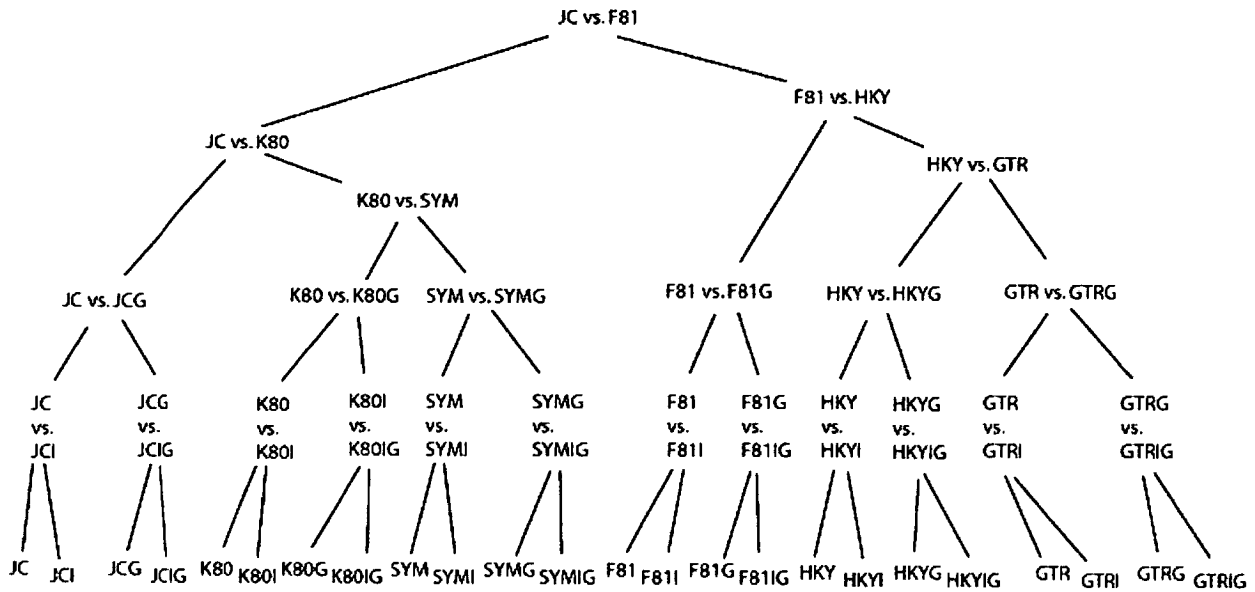 JC vs. F81
F81 vs. HKY
JC vs. K80
HKY vs. GTR
K80 vs. SYM
JC vs. JCG
K80 vs. K80G
SYM vs. SYMG
F81 vs. F81G
HKY vs. HKYG
GTR vs. GTRG
JC
vs.
JCI
JCG
vs.
JCIG
K80
vs.
K80I
K80I
vs.
K80IG
SYM
vs.
SYMI
SYMG
vs.
SYMIG
F81
vs.
F81I
F81G
vs.
F81IG
HKY
vs.
HKYI
HKYG
vs.
HKYIG
GTR
vs.
GTRI
GTRG
vs.
GTRIG
JC
JCI
JCG
JCIG
K80
K80I
K80G
K80IG
SYM
SYMI
SYMG
SYMIG
F81
F81I
F81G
F81IG
HKY
HKYI
HKYG
HKYIG
GTR
GTRI
GTRG
GTRIG